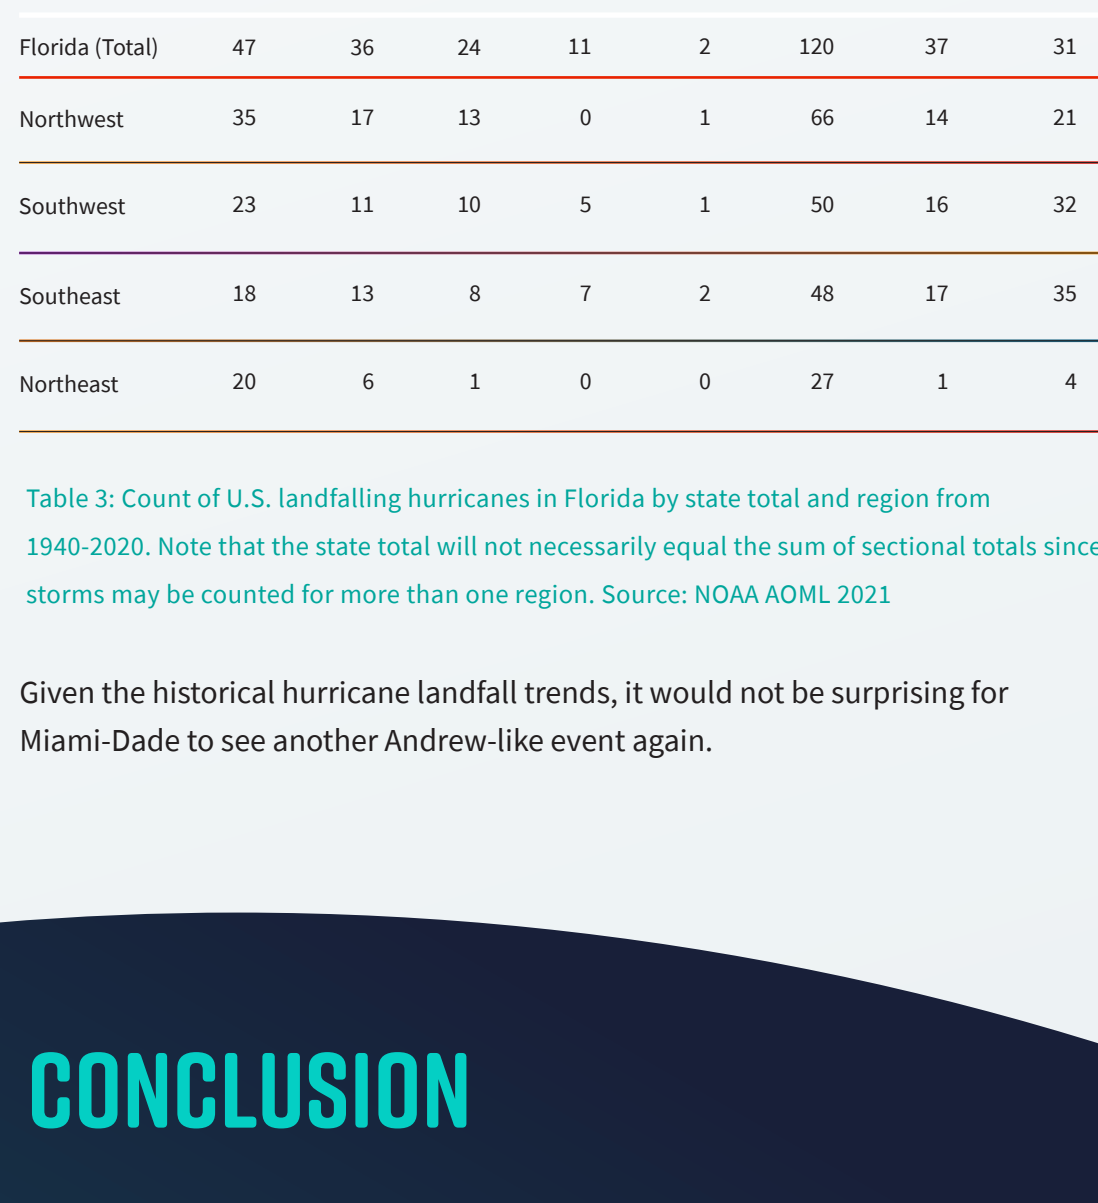 Florida (Total) 47 36 24 11 2 120 37 31
Northwest 35 17 13 0 1 66 14 21
Southwest 23 11 10 5 1 50 16 32
Southeast 18 13 8 7 2 48 17 35
Northeast 20 6 1 0 0 27 1 4
Table 3: Count of U.S. landfalling hurricanes in Florida by state total and region from
1940-2020. Note that the state total will not necessarily equal the sum of sectional totals since
storms may be counted for more than one region. Source: NOAA AOML 2021
Given the historical hurricane landfall trends, it would not be surprising for
Miami-Dade to see another Andrew-like event again.
CONCLUSION